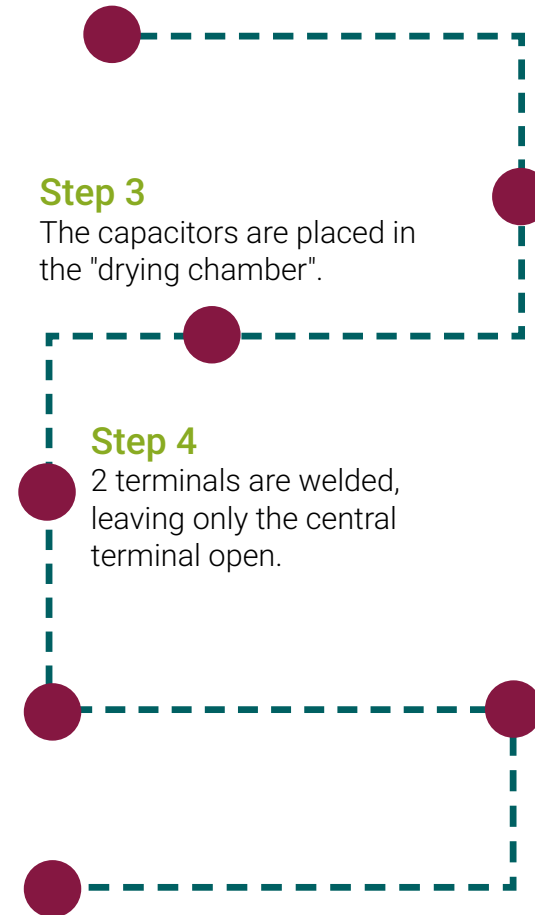 Step 3
The capacitors are placed in
the "drying chamber".
Step 4
2 terminals are welded,
leaving only the central
terminal open.